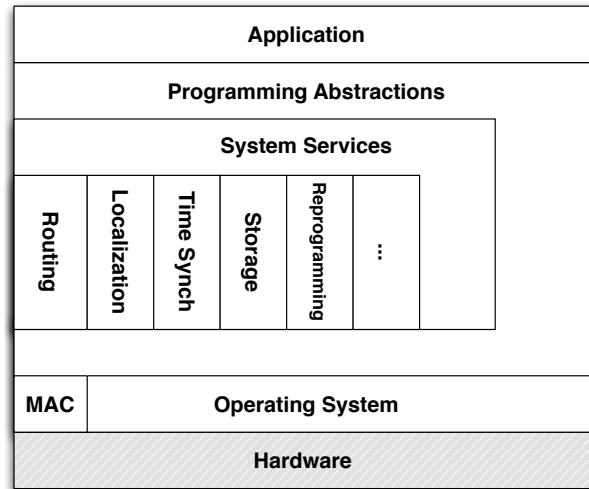 Application
Programming Abstractions
System Services
Routing
Localization
Time Synch
Storage
Reprogramming
...
MAC
Operating System
Hardware